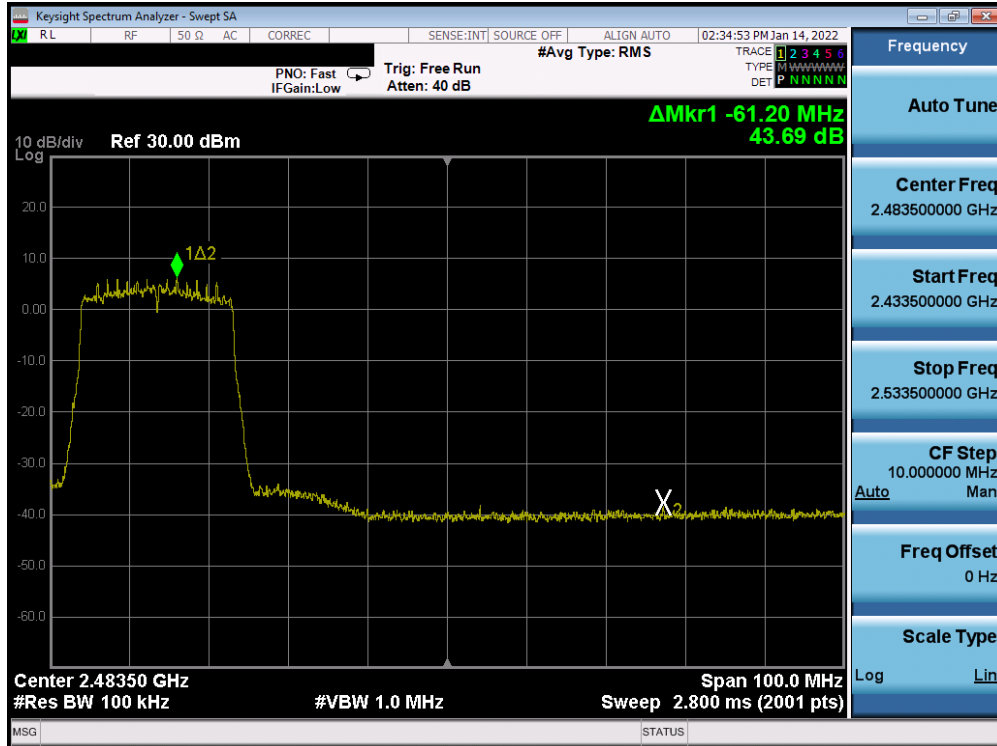 Keysight Spectrum Analyzer - Swept SA
LXI RL RF 50 Ω AC CORREC SENSE:INT SOURCE OFF ALIGN AUTO 02:34:53 PM Jan 14, 2022
#Avg Type: RMS
PNO: Fast
IFGain:Low
Trig: Free Run
Atten: 40 dB
TRACE 1 2 3 4 5 6
TYPE M W W W W W
DET P N N N N N
ΔMkr1 -61.20 MHz
43.69 dB
10 dB/div Ref 30.00 dBm
Log
20.0
10.0
0.00
-10.0
-20.0
-30.0
-40.0
-50.0
-60.0
1Δ2
X2
Center 2.48350 GHz
Span 100.0 MHz
#Res BW 100 kHz
#VBW 1.0 MHz
Sweep 2.800 ms (2001 pts)
MSG
STATUS
Frequency
Auto Tune
Center Freq
2.483500000 GHz
Start Freq
2.433500000 GHz
Stop Freq
2.533500000 GHz
CF Step
10.000000 MHz
Auto Man
Freq Offset
0 Hz
Scale Type
Log Lin